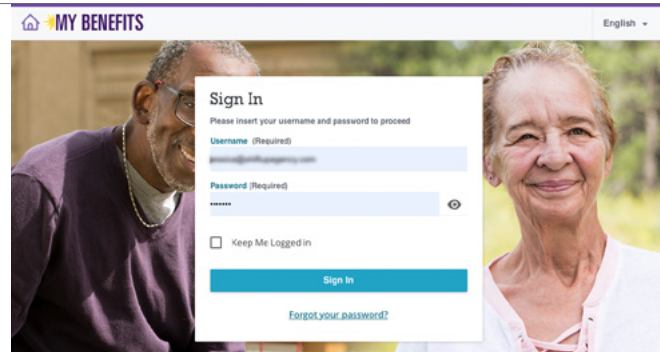 MY BENEFITS
English
Sign In
Please insert your username and password to proceed
Username (Required)
Password (Required)
•••••••
Keep Me Logged in
Sign In
Forgot your password?